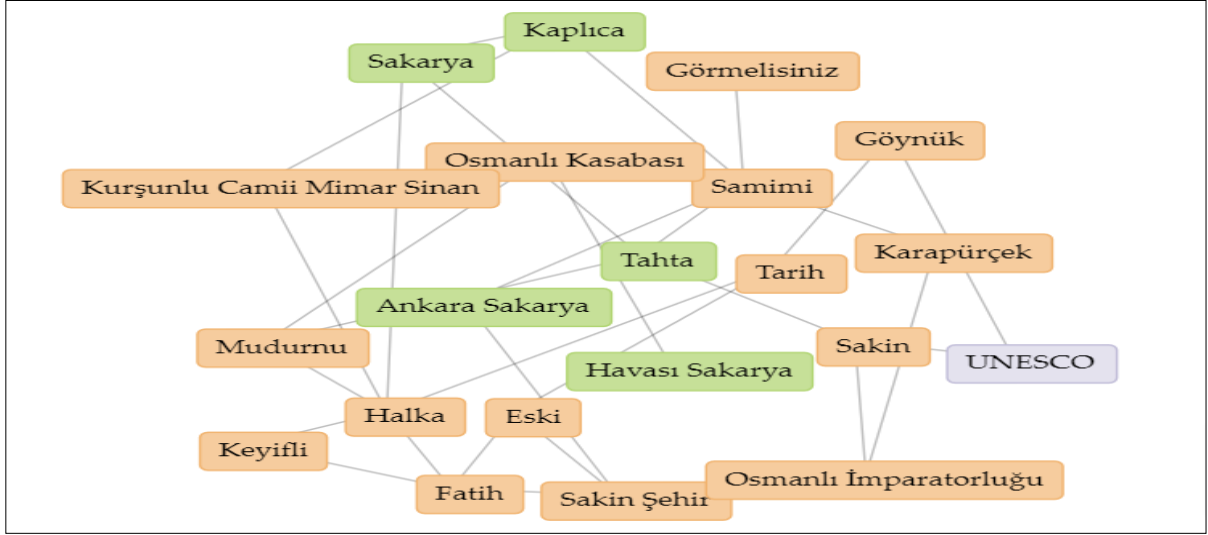 Kaplıca
Sakarya
Görmelisiniz
Göynük
Osmanlı Kasabası
Kurşunlu Camii Mimar Sinan
Samimi
Karapürçek
Tahta
Tarih
Ankara Sakarya
Mudurnu
Sakin
UNESCO
Havası Sakarya
Halka
Eski
Keyifli
Osmanlı İmparatorluğu
Fatih
Sakin Şehir